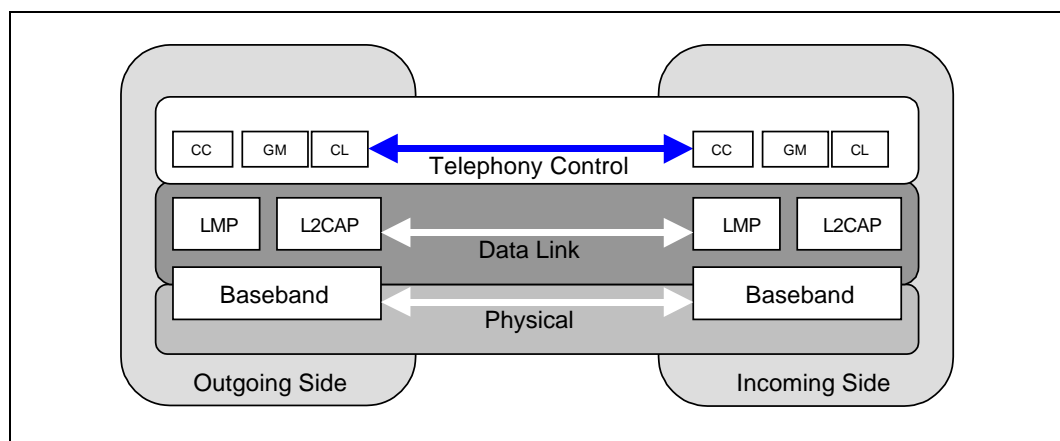 CC GM CL CC GM CL
Telephony Control
LMP L2CAP LMP L2CAP
Data Link
Baseband Baseband
Physical
Outgoing Side Incoming Side